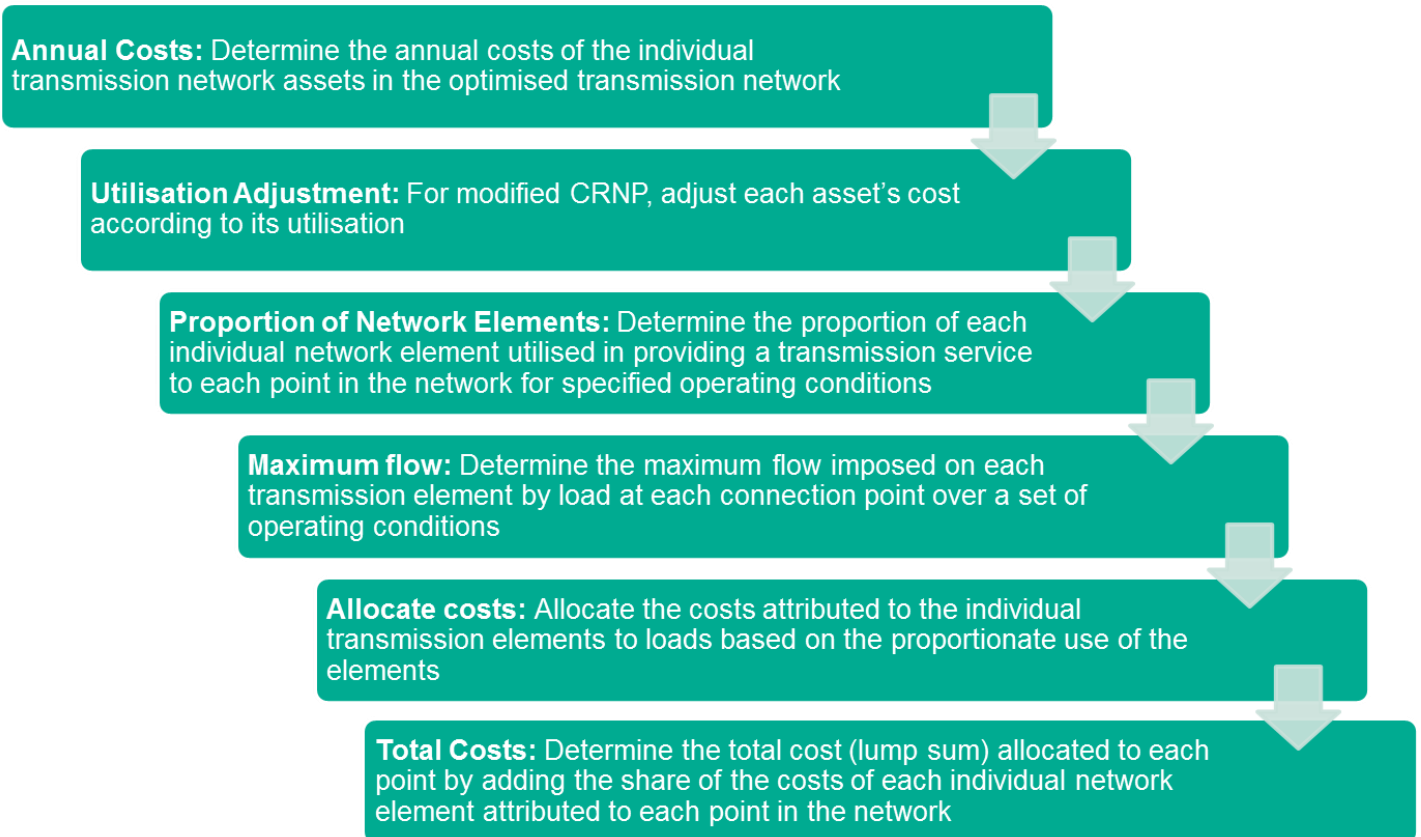 Annual Costs: Determine the annual costs of the individual
transmission network assets in the optimised transmission network
Utilisation Adjustment: For modified CRNP, adjust each asset’s cost
according to its utilisation
Proportion of Network Elements: Determine the proportion of each
individual network element utilised in providing a transmission service
to each point in the network for specified operating conditions
Maximum flow: Determine the maximum flow imposed on each
transmission element by load at each connection point over a set of
operating conditions
Allocate costs: Allocate the costs attributed to the individual
transmission elements to loads based on the proportionate use of the
elements
Total Costs: Determine the total cost (lump sum) allocated to each
point by adding the share of the costs of each individual network
element attributed to each point in the network